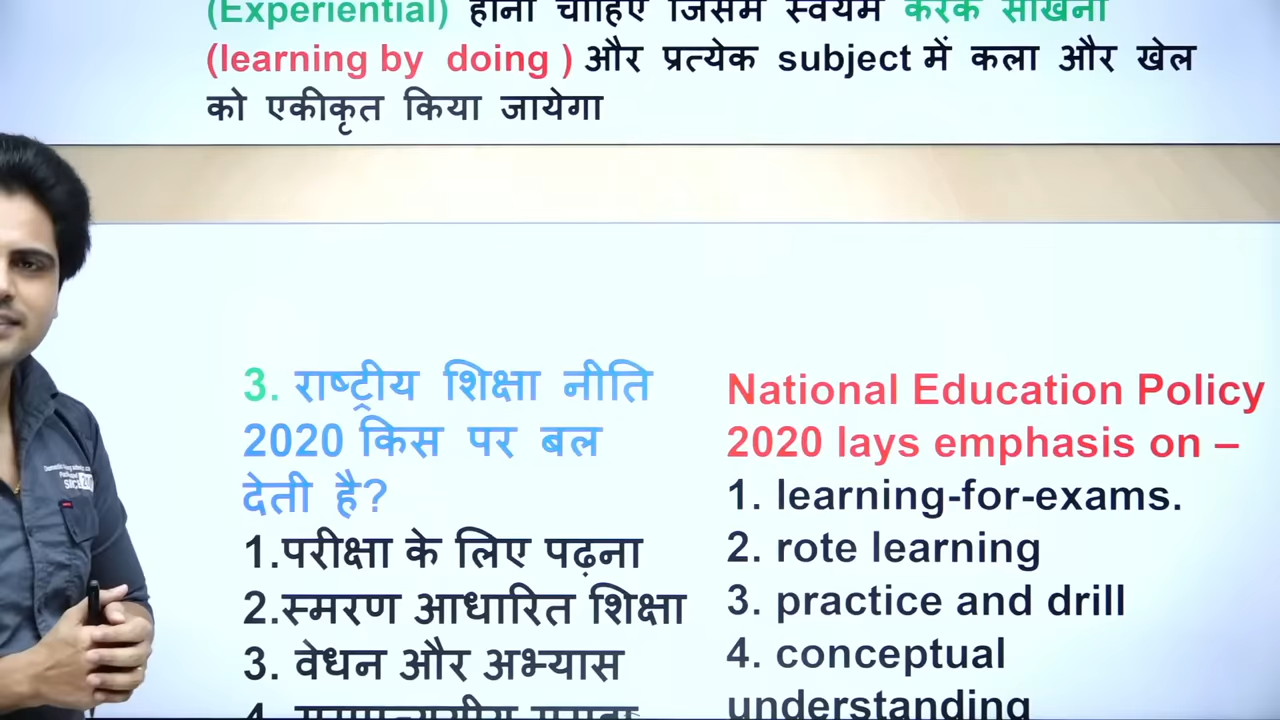 (Experiential) होना चाहिए जिसमें स्वयम करके सीखना
(learning by doing ) और प्रत्येक subject में कला और खेल
को एकीकृत किया जायेगा
3. राष्ट्रीय शिक्षा नीति
2020 किस पर बल
देती है?
1.परीक्षा के लिए पढ़ना
2.स्मरण आधारित शिक्षा
3. वेधन और अभ्यास
4.
National Education Policy
2020 lays emphasis on –
1. learning-for-exams.
2. rote learning
3. practice and drill
4. conceptual
understanding